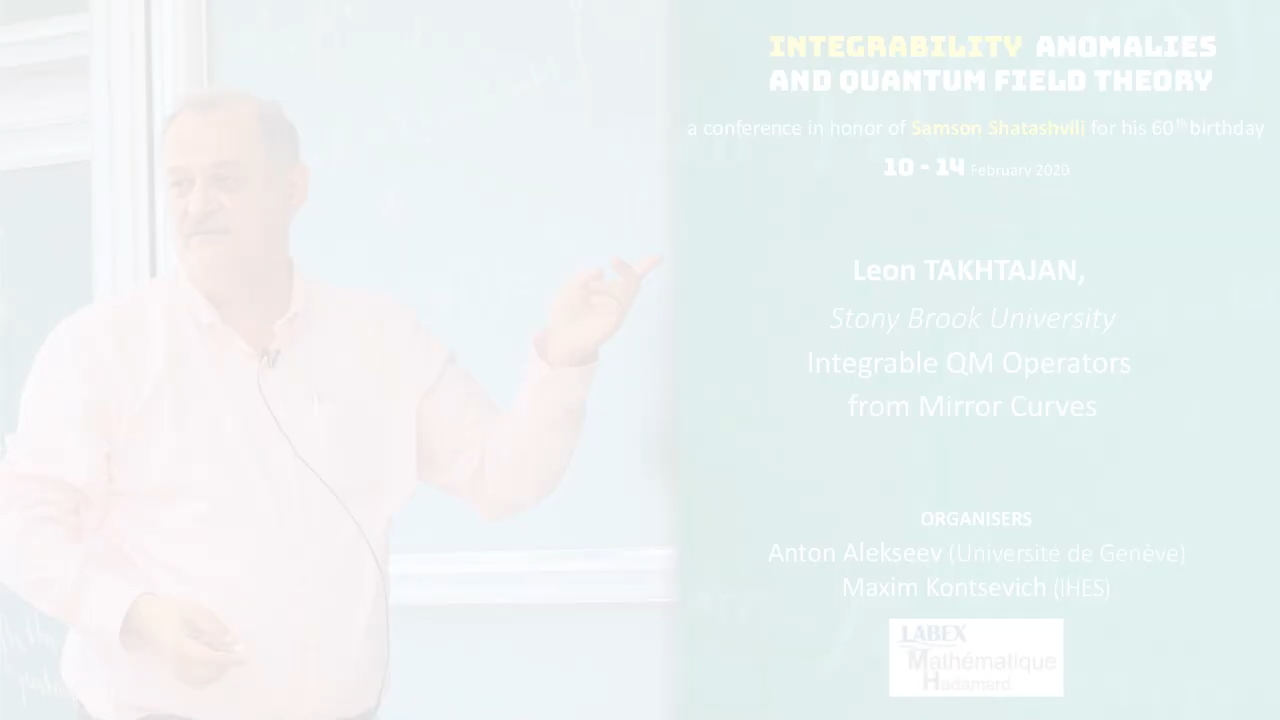 INTEGRABILITY ANOMALIES
AND QUANTUM FIELD THEORY
a conference in honor of Samson Shatashvili for his 60th birthday
10 - 14 February 2020
Leon TAKHTAJAN,
Stony Brook University
Integrable QM Operators
from Mirror Curves
ORGANISERS
Anton Alekseev (Université de Genève)
Maxim Kontsevich (IHES)
LABEX
Mathématique
Hadamard